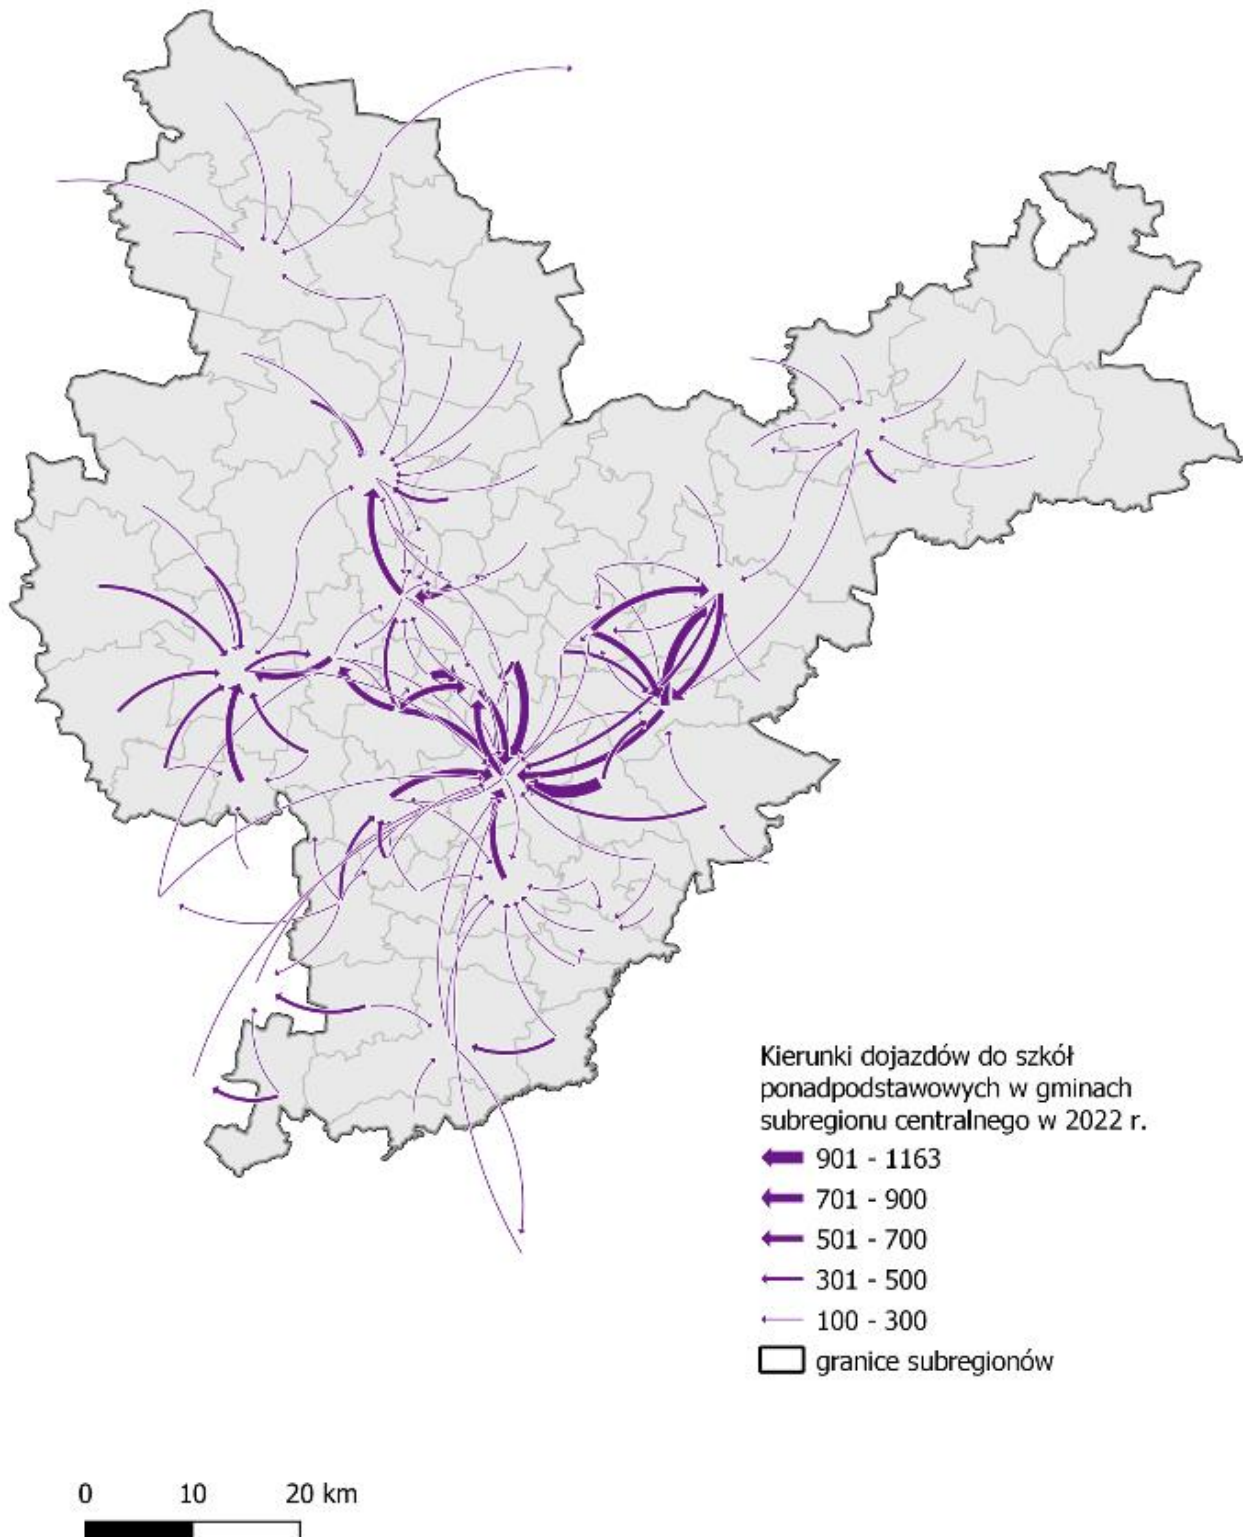 Kierunki dojazdów do szkół
ponadpodstawowych w gminach
subregionu centralnego w 2022 r.
901 - 1163
701 - 900
501 - 700
301 - 500
100 - 300
granice subregionów
0 10 20 km